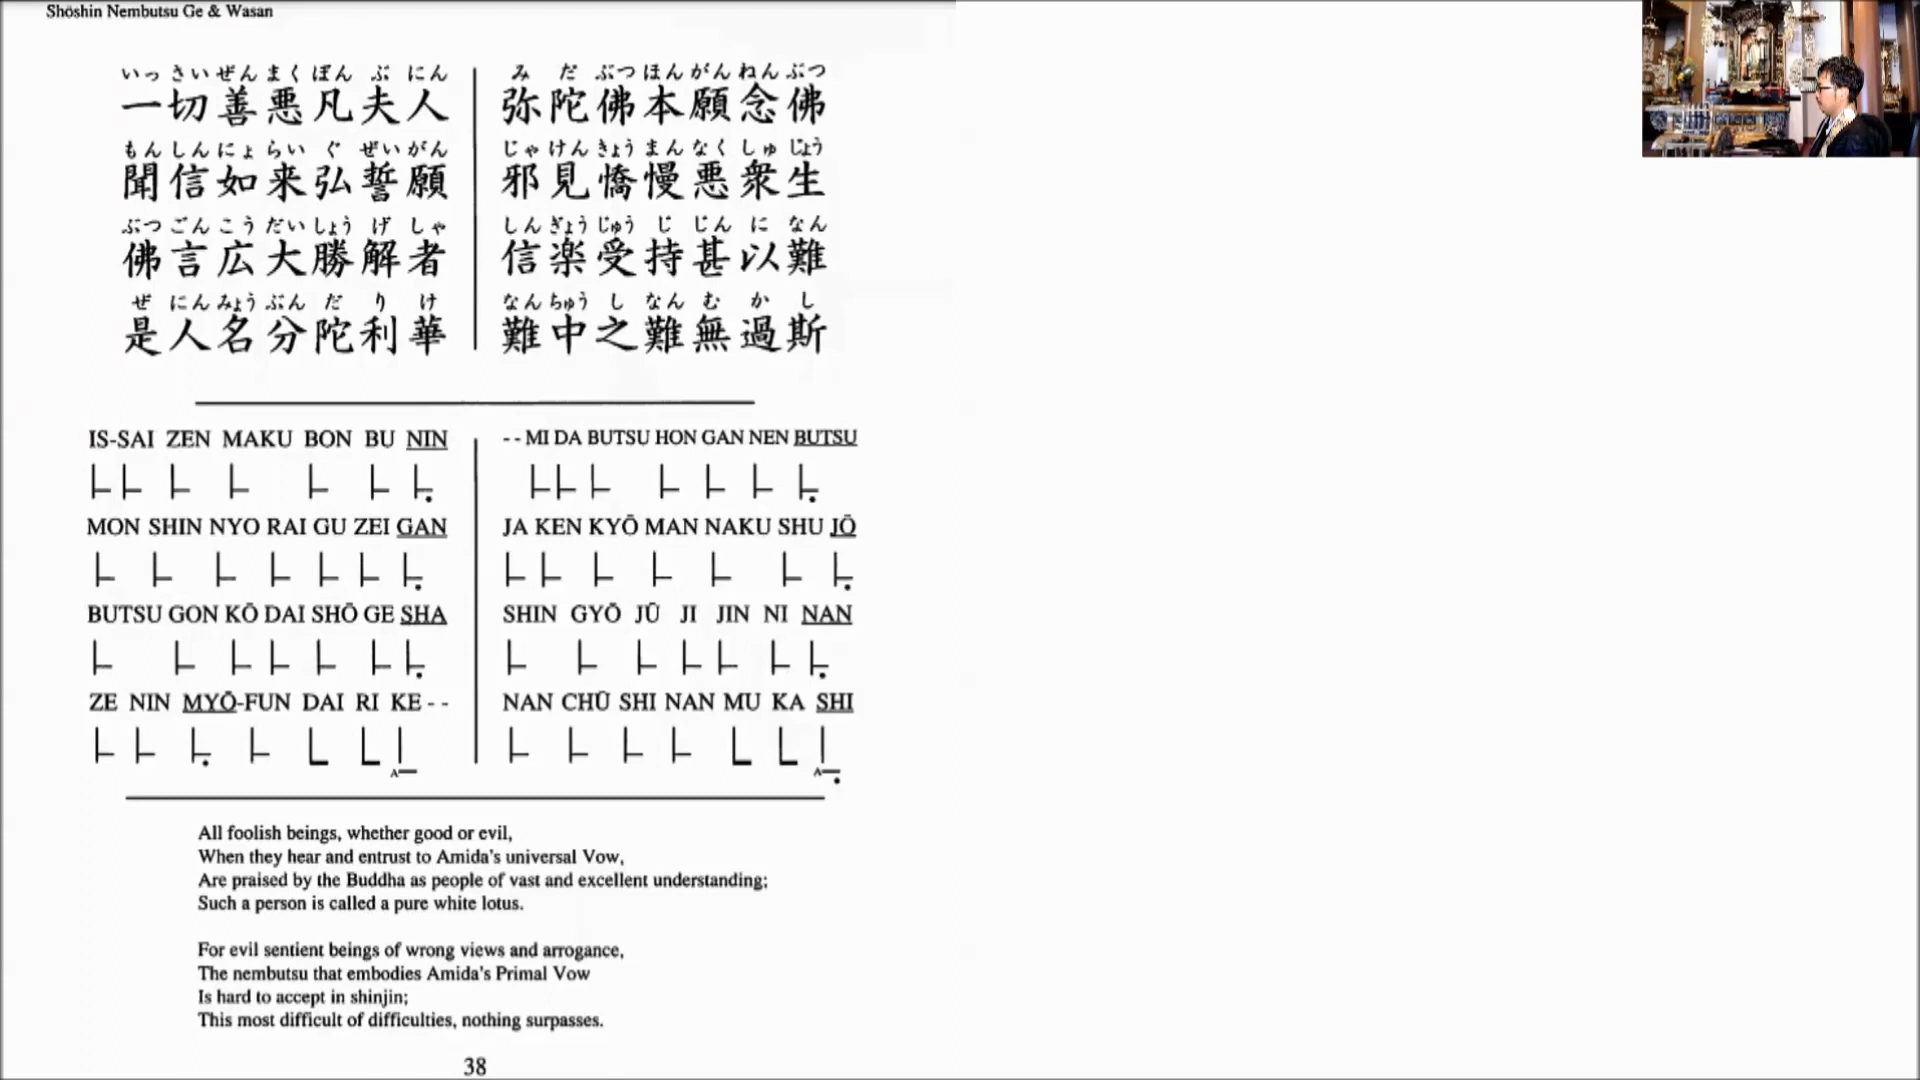 Shōshin Nembutsu Ge & Wasan
いっ さい ぜん まく ぼん ぶ にん
一切善悪凡夫人
もん しん にょ らい ぐ ぜい がん
聞信如来弘誓願
ぶつ ごん こう だい しょう げ しゃ
佛言広大勝解者
ぜ にん みょう ぶん だ り け
是人名分陀利華
み だ ぶつ ほん がん ねん ぶつ
弥陀佛本願念佛
じゃ けん きょう まん なく しゅ じょう
邪見憍慢悪衆生
しん ぎょう じゅう じ じん に なん
信楽受持甚以難
なん ちゅう し なん む か し
難中之難無過斯
IS-SAI ZEN MAKU BON BU NIN
MON SHIN NYO RAI GU ZEI GAN
BUTSU GON KŌ DAI SHŌ GE SHA
ZE NIN MYŌ-FUN DAI RI KE - -
A
- - MI DA BUTSU HON GAN NEN BUTSU
JA KEN KYŌ MAN NAKU SHU JŌ
SHIN GYŌ JŪ JI JIN NI NAN
NAN CHŪ SHI NAN MU KA SHI
A
All foolish beings, whether good or evil,
When they hear and entrust to Amida's universal Vow,
Are praised by the Buddha as people of vast and excellent understanding;
Such a person is called a pure white lotus.
For evil sentient beings of wrong views and arrogance,
The nembutsu that embodies Amida's Primal Vow
Is hard to accept in shinjin;
This most difficult of difficulties, nothing surpasses.
38